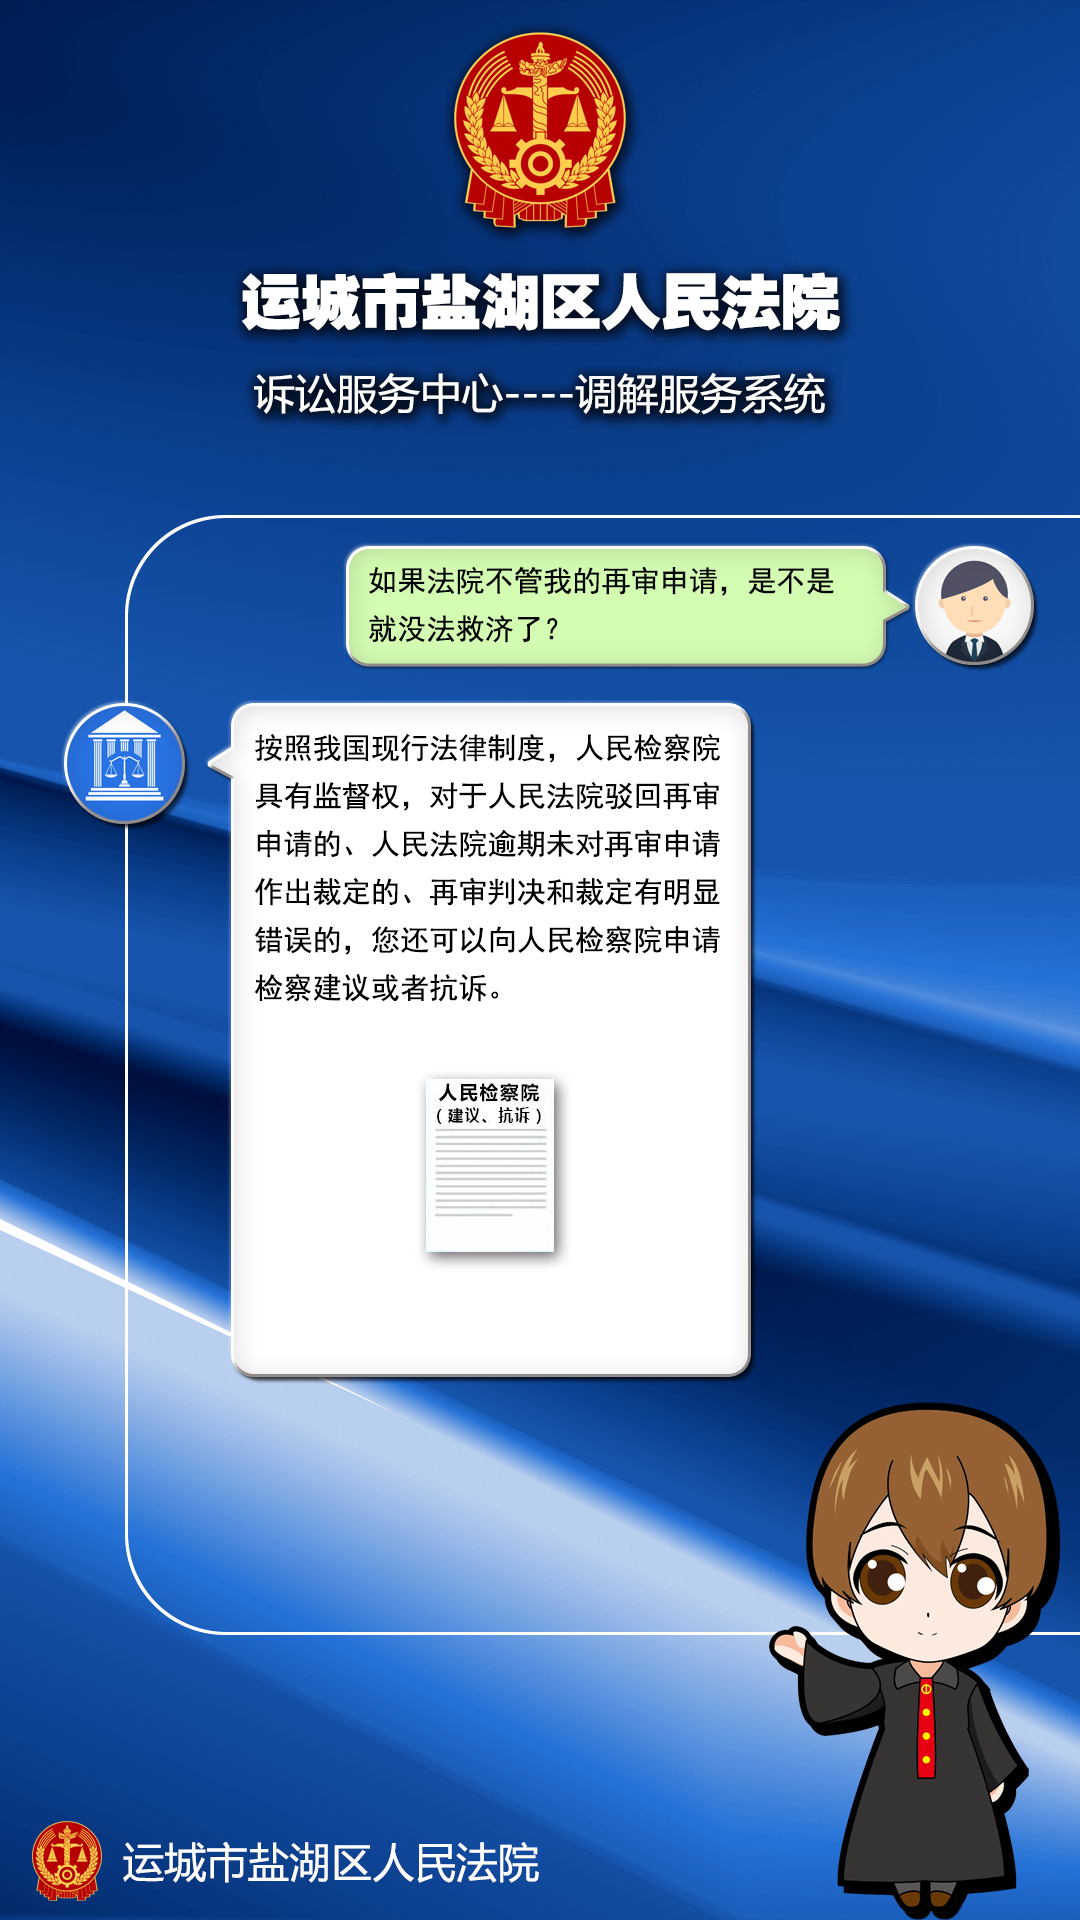 运城市盐湖区人民法院
诉讼服务中心----调解服务系统
如果法院不管我的再审申请，是不是
就没法救济了？
按照我国现行法律制度，人民检察院
具有监督权，对于人民法院驳回再审
申请的、人民法院逾期未对再审申请
作出裁定的、再审判决和裁定有明显
错误的，您还可以向人民检察院申请
检察建议或者抗诉。
人民检察院
（建议、抗诉）
运城市盐湖区人民法院